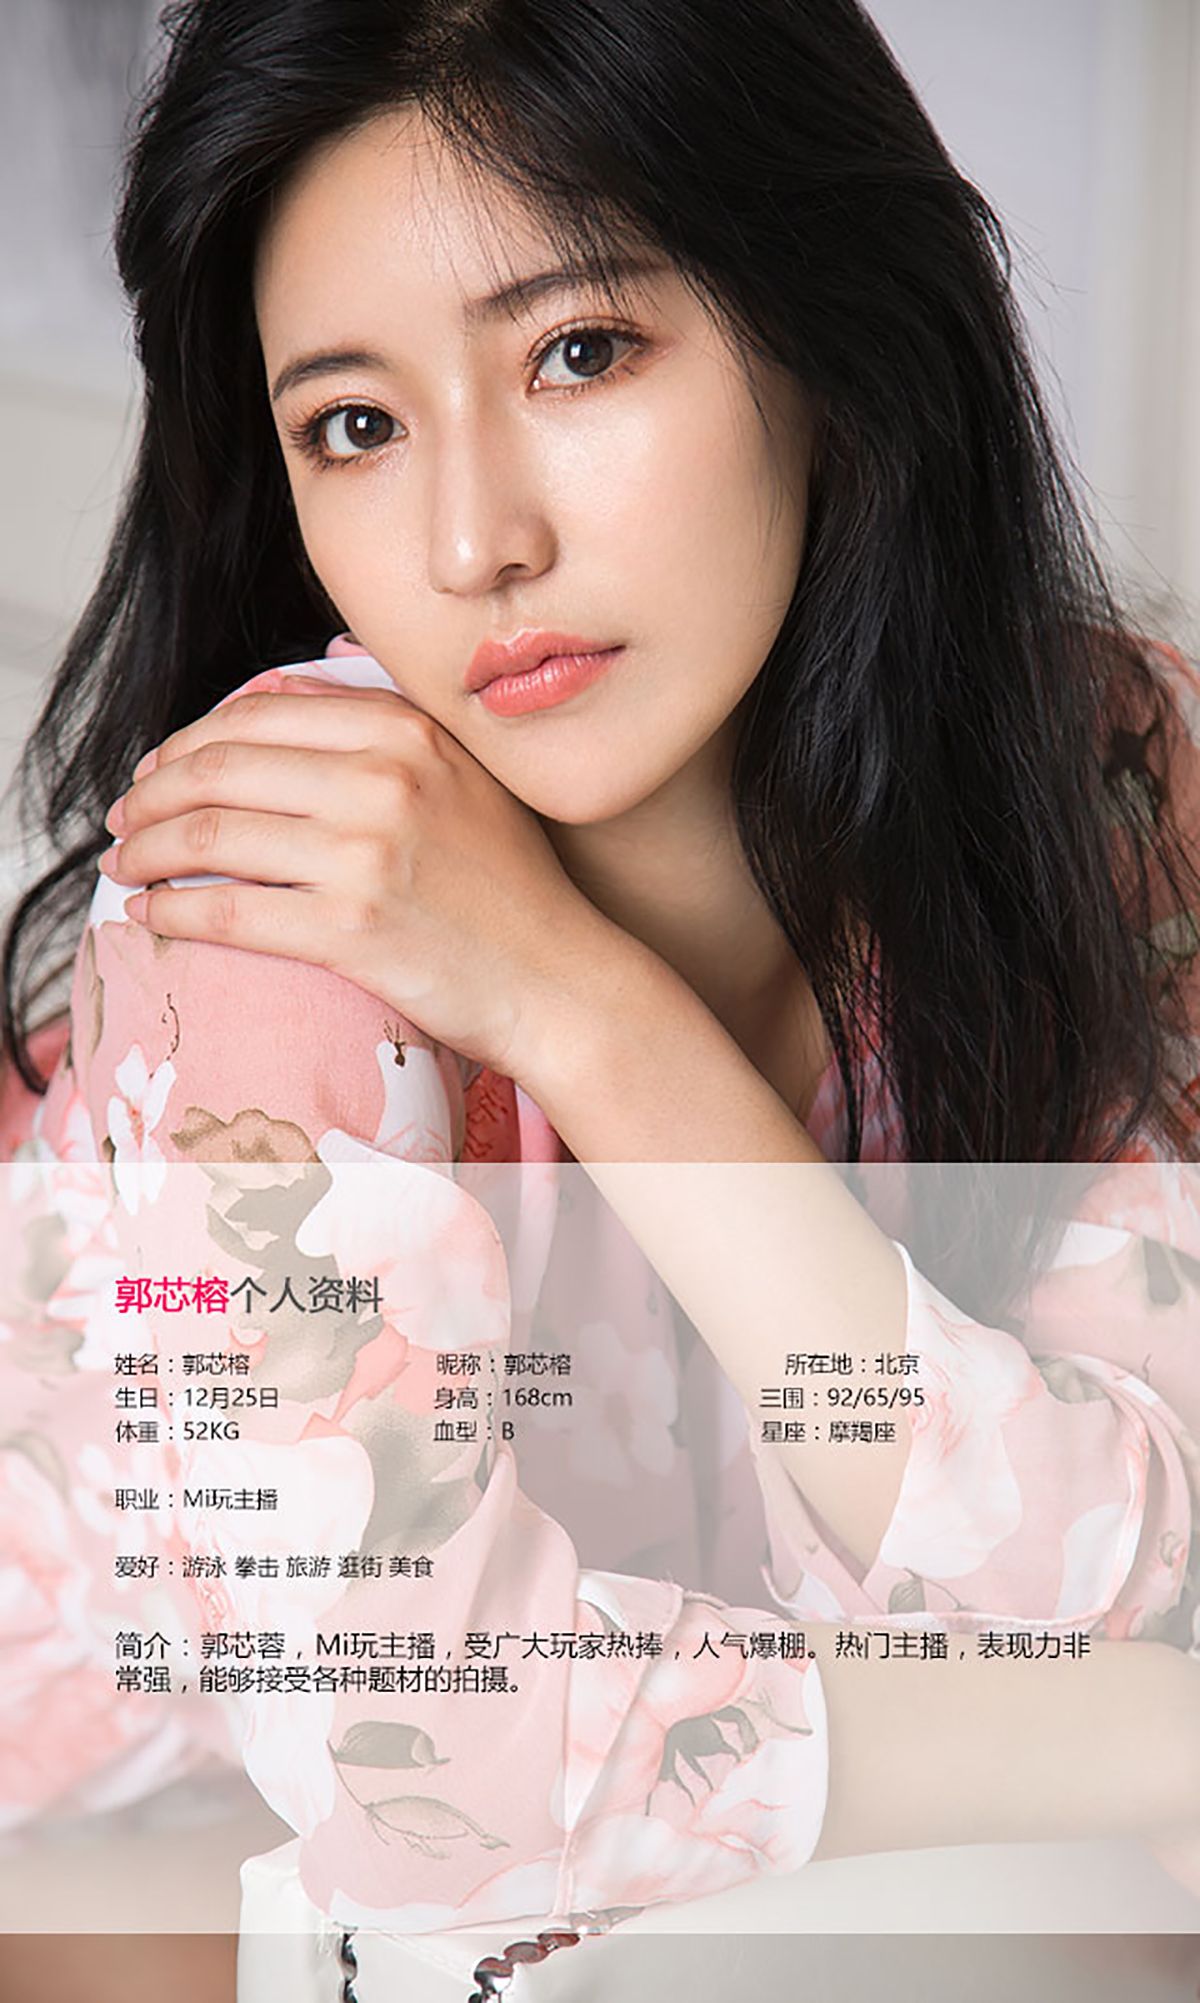 郭芯榕个人资料
姓名：郭芯榕 昵称：郭芯榕 所在地：北京
生日：12月25日 身高：168cm 三围：92/65/95
体重：52KG 血型：B 星座：摩羯座
职业：Mi玩主播
爱好：游泳 拳击 旅游 逛街 美食
简介：郭芯蓉，Mi玩主播，受广大玩家热捧，人气爆棚。热门主播，表现力非
常强，能够接受各种题材的拍摄。